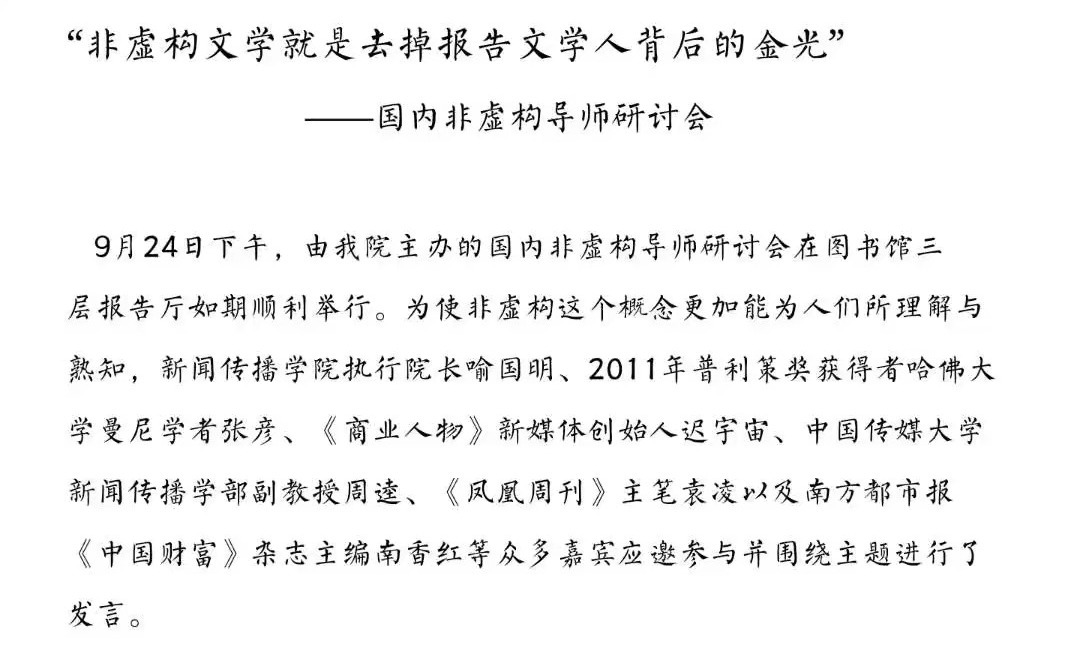 “非虚构文学就是去掉报告文学人背后的金光”
——国内非虚构导师研讨会
9月24日下午，由我院主办的国内非虚构导师研讨会在图书馆三
层报告厅如期顺利举行。为使非虚构这个概念更加能为人们所理解与
熟知，新闻传播学院执行院长喻国明、2011年普利策奖获得者哈佛大
学曼尼学者张彦、《商业人物》新媒体创始人迟宇宙、中国传媒大学
新闻传播学部副教授周逵、《凤凰周刊》主笔袁凌以及南方都市报
《中国财富》杂志主编南香红等众多嘉宾应邀参与并围绕主题进行了
发言。